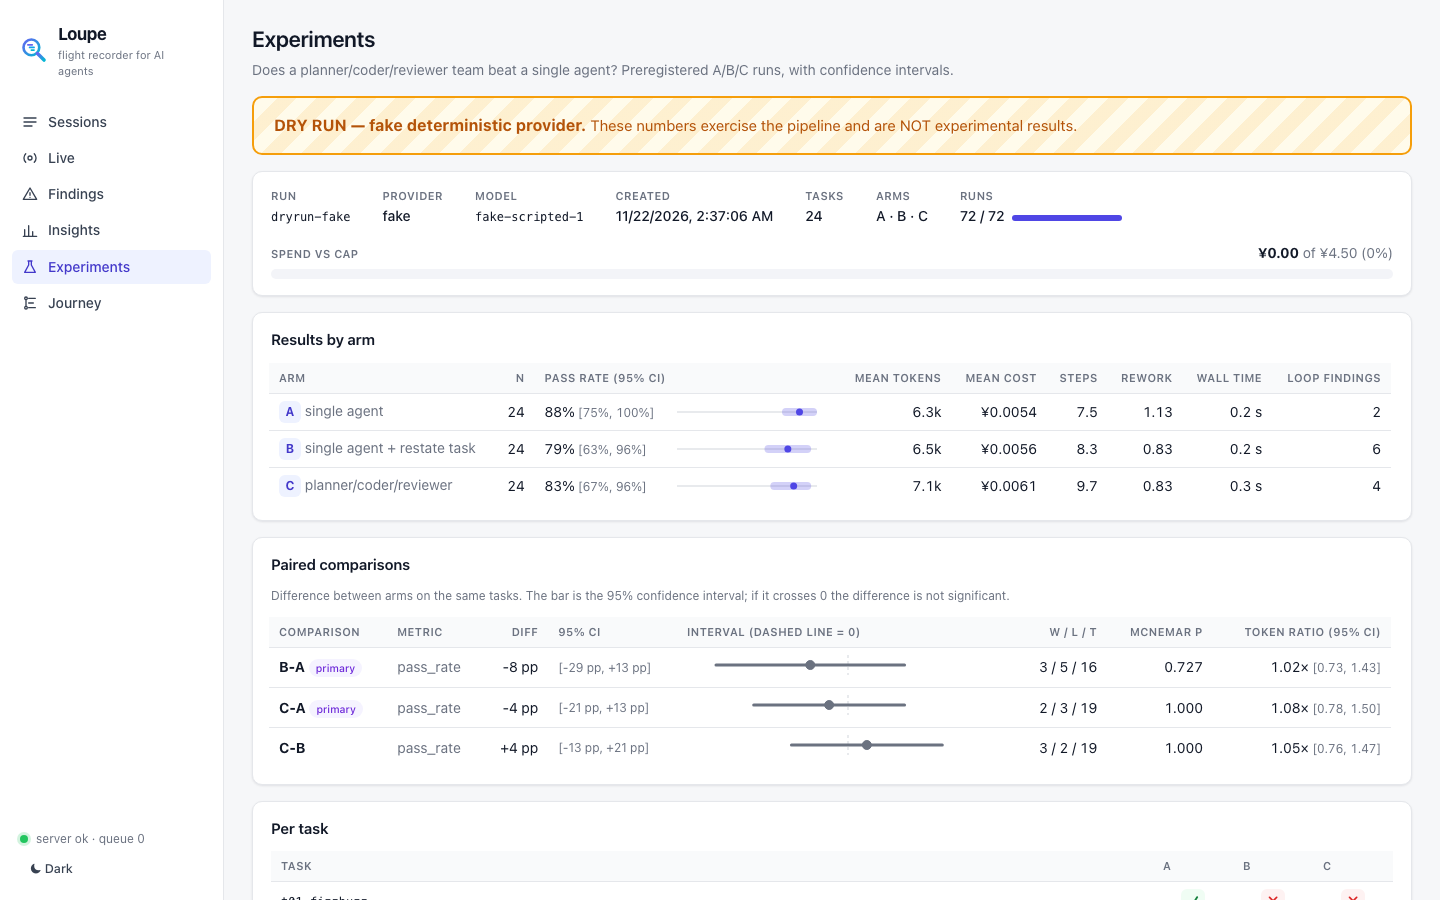 Loupe
flight recorder for AI
agents
Sessions
Live
Findings
Insights
Experiments
Journey
server ok · queue 0
Dark
Experiments
Does a planner/coder/reviewer team beat a single agent? Preregistered A/B/C runs, with confidence intervals.
DRY RUN — fake deterministic provider. These numbers exercise the pipeline and are NOT experimental results.
RUN PROVIDER MODEL CREATED TASKS ARMS RUNS
dryrun-fake fake fake-scripted-1 11/22/2026, 2:37:06 AM 24 A · B · C 72 / 72
SPEND VS CAP ¥0.00 of ¥4.50 (0%)
Results by arm
ARM N PASS RATE (95% CI) MEAN TOKENS MEAN COST STEPS REWORK WALL TIME LOOP FINDINGS
A single agent 24 88% [75%, 100%] 6.3k ¥0.0054 7.5 1.13 0.2 s 2
B single agent + restate task 24 79% [63%, 96%] 6.5k ¥0.0056 8.3 0.83 0.2 s 6
C planner/coder/reviewer 24 83% [67%, 96%] 7.1k ¥0.0061 9.7 0.83 0.3 s 4
Paired comparisons
Difference between arms on the same tasks. The bar is the 95% confidence interval; if it crosses 0 the difference is not significant.
COMPARISON METRIC DIFF 95% CI INTERVAL (DASHED LINE = 0) W / L / T MCNEMAR P TOKEN RATIO (95% CI)
B-A primary pass_rate -8 pp [-29 pp, +13 pp] 3 / 5 / 16 0.727 1.02× [0.73, 1.43]
C-A primary pass_rate -4 pp [-21 pp, +13 pp] 2 / 3 / 19 1.000 1.08× [0.78, 1.50]
C-B pass_rate +4 pp [-13 pp, +21 pp] 3 / 2 / 19 1.000 1.05× [0.76, 1.47]
Per task
TASK A B C